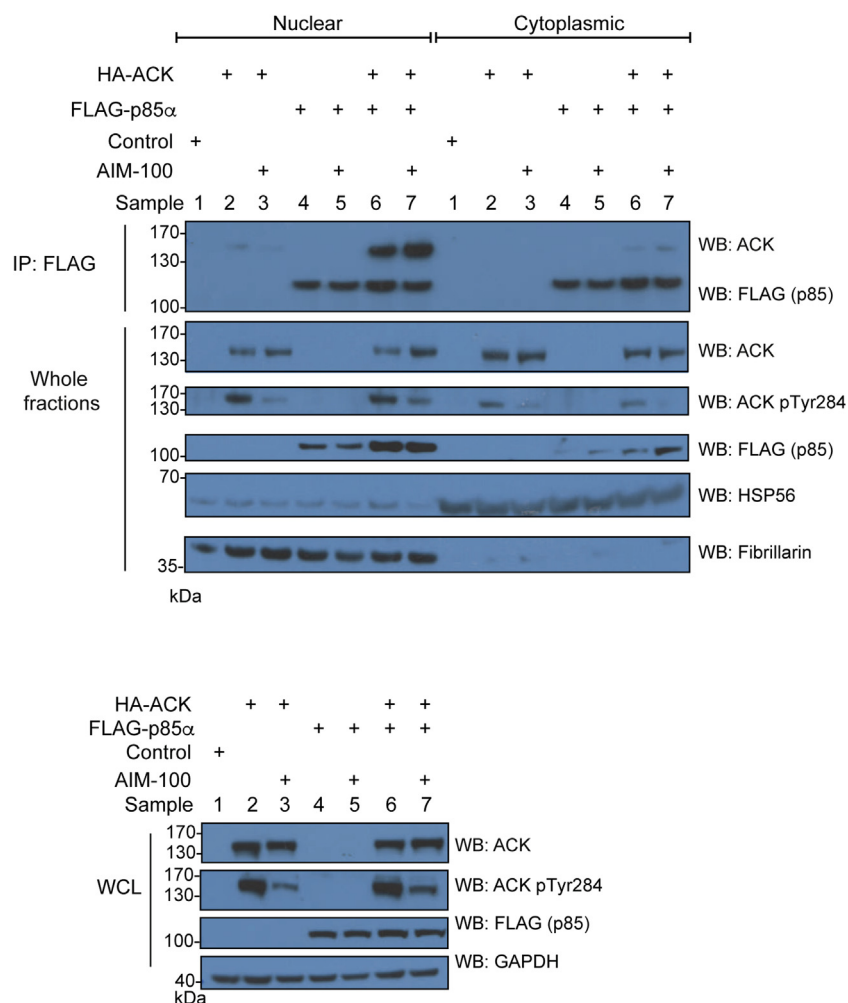 Nuclear Cytoplasmic
HA-ACK + + + + + + + +
FLAG-p85α + + + + + + + +
Control + +
AIM-100 + + + + + +
Sample 1 2 3 4 5 6 7 1 2 3 4 5 6 7
IP: FLAG
170-
130-
100-
WB: ACK
WB: FLAG (p85)
Whole
fractions
170-
130-
WB: ACK
170-
130-
WB: ACK pTyr284
100-
WB: FLAG (p85)
70-
WB: HSP56
35-
WB: Fibrillarin
kDa
HA-ACK + + + +
FLAG-p85α + + + +
Control +
AIM-100 + + +
Sample 1 2 3 4 5 6 7
WCL
170-
130-
WB: ACK
170-
130-
WB: ACK pTyr284
100-
WB: FLAG (p85)
40-
WB: GAPDH
kDa